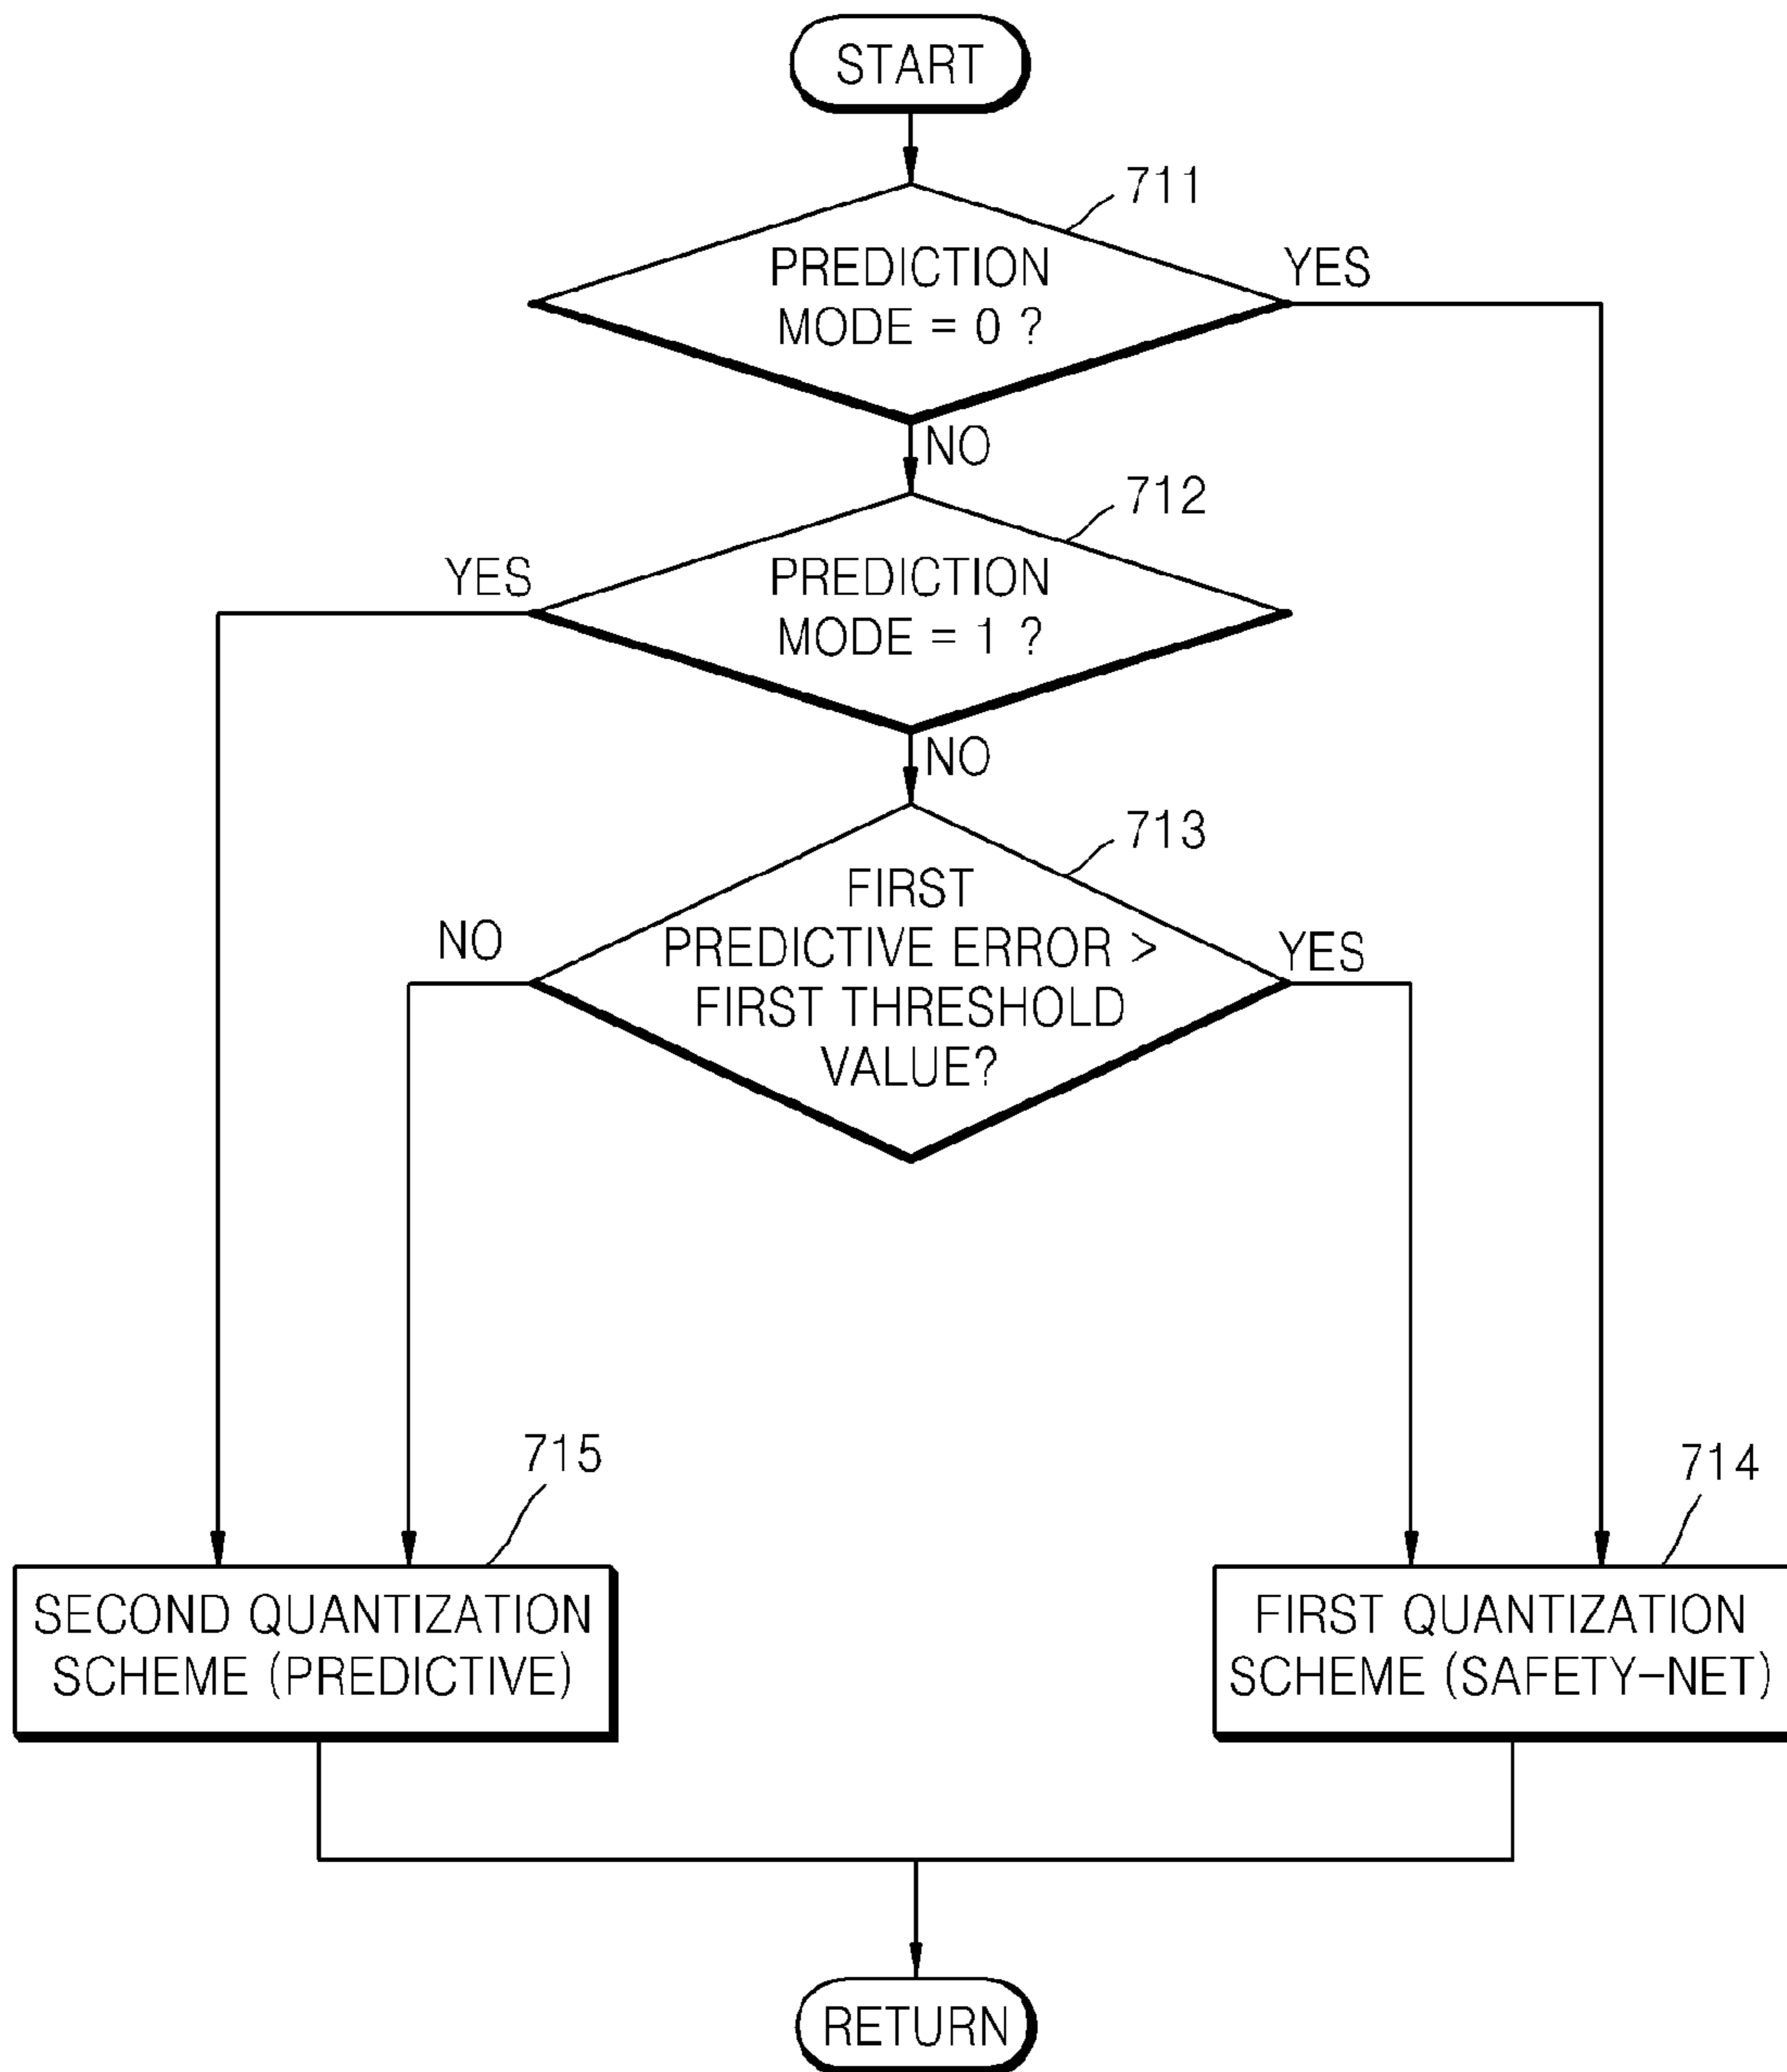 START
711
PREDICTION
MODE = 0 ?
YES
NO
712
YES
PREDICTION
MODE = 1 ?
NO
713
NO
FIRST
PREDICTIVE ERROR >
FIRST THRESHOLD
VALUE?
YES
715
714
SECOND QUANTIZATION
SCHEME (PREDICTIVE)
FIRST QUANTIZATION
SCHEME (SAFETY-NET)
RETURN